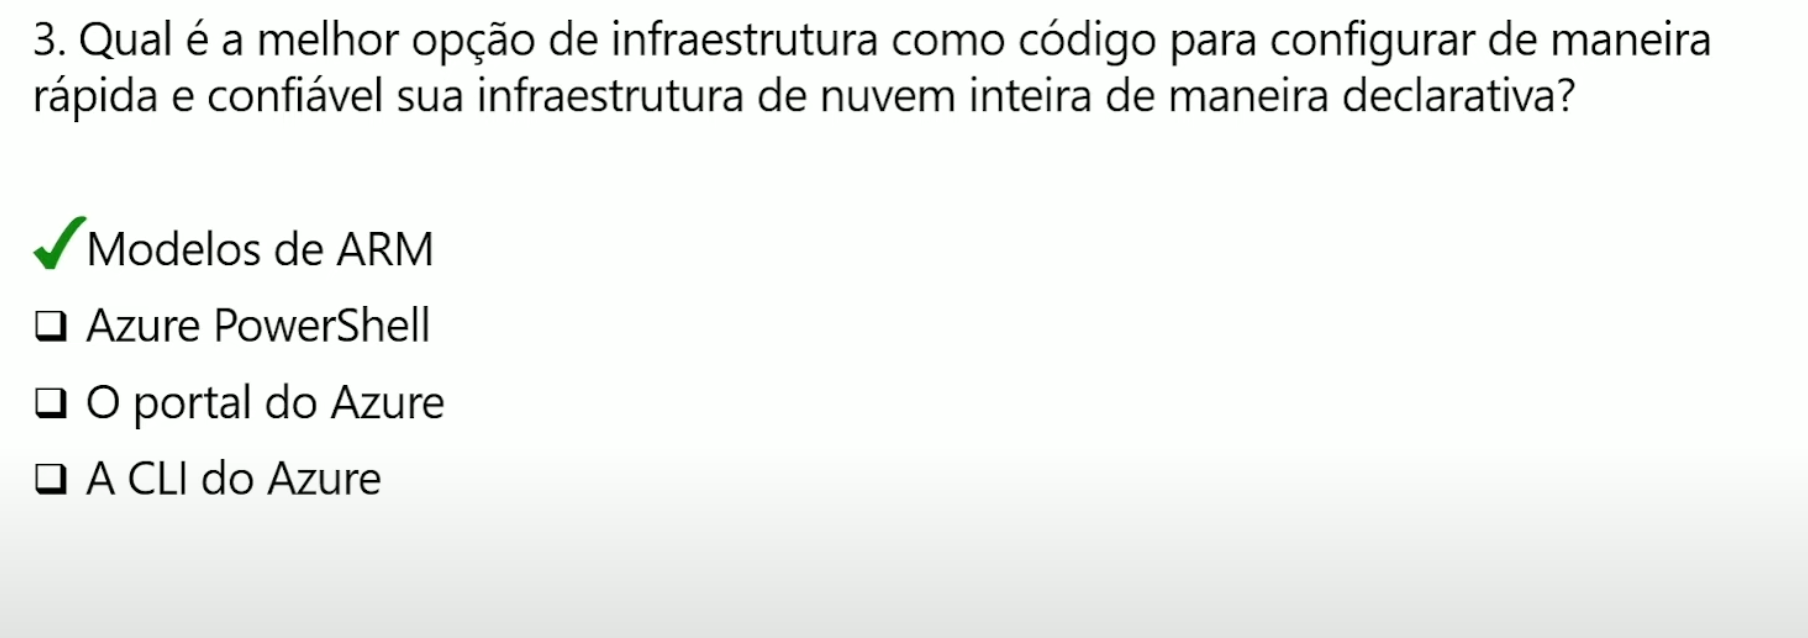 3. Qual é a melhor opção de infraestrutura como código para configurar de maneira
rápida e confiável sua infraestrutura de nuvem inteira de maneira declarativa?
Modelos de ARM
Azure PowerShell
O portal do Azure
A CLI do Azure